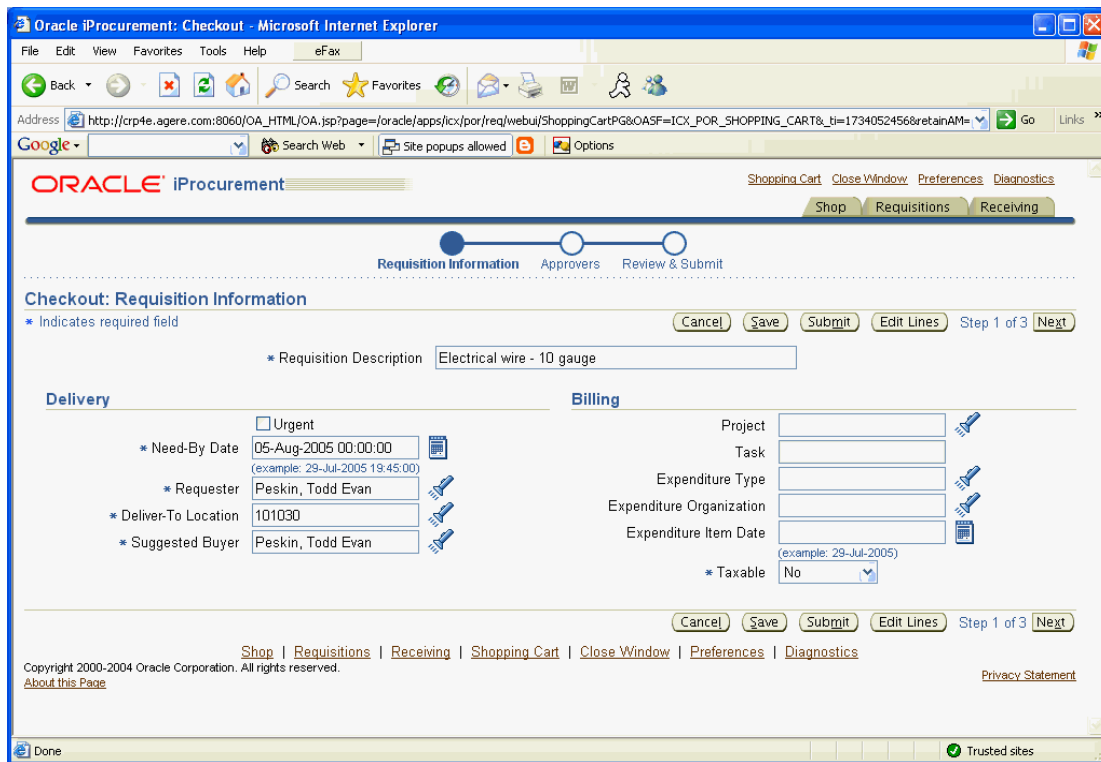 Oracle iProcurement: Checkout - Microsoft Internet Explorer
File Edit View Favorites Tools Help eFax
Back Search Favorites
Address http://crp4e.agere.com:8060/OA_HTML/OA.jsp?page=/oracle/apps/icx/por/req/webui/ShoppingCartPG&OASF=ICX_POR_SHOPPING_CART&_ti=1734052456&retainAM= Go Links »
Google Search Web Site popups allowed Options
ORACLE iProcurement
Shopping Cart Close Window Preferences Diagnostics
Shop Requisitions Receiving
Requisition Information Approvers Review & Submit
Checkout: Requisition Information
* Indicates required field Cancel Save Submit Edit Lines Step 1 of 3 Next
* Requisition Description Electrical wire - 10 gauge
Delivery
Urgent
* Need-By Date 05-Aug-2005 00:00:00
(example: 29-Jul-2005 19:45:00)
* Requester Peskin, Todd Evan
* Deliver-To Location 101030
* Suggested Buyer Peskin, Todd Evan
Billing
Project
Task
Expenditure Type
Expenditure Organization
Expenditure Item Date
(example: 29-Jul-2005)
* Taxable No
Cancel Save Submit Edit Lines Step 1 of 3 Next
Shop | Requisitions | Receiving | Shopping Cart | Close Window | Preferences | Diagnostics
Copyright 2000-2004 Oracle Corporation. All rights reserved.
About this Page Privacy Statement
Done Trusted sites